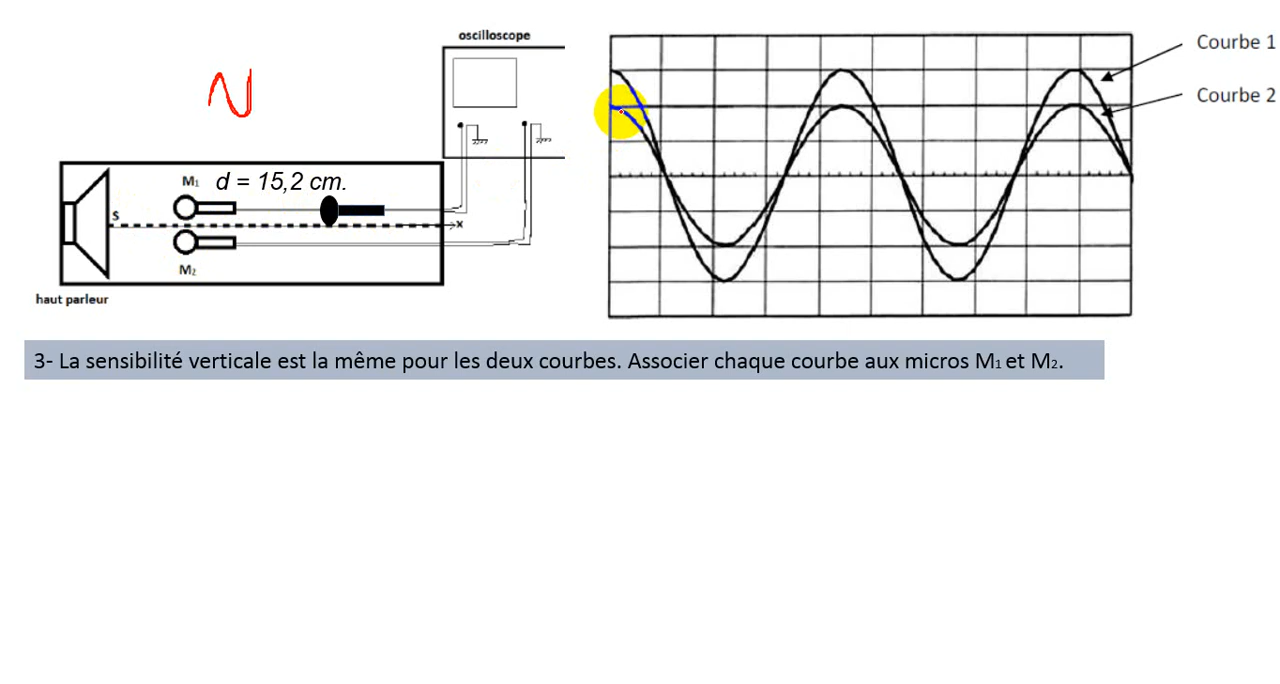 oscilloscope
Courbe 1
Courbe 2
M1 d = 15,2 cm.
S
x
M2
haut parleur
3- La sensibilité verticale est la même pour les deux courbes. Associer chaque courbe aux micros M1 et M2.